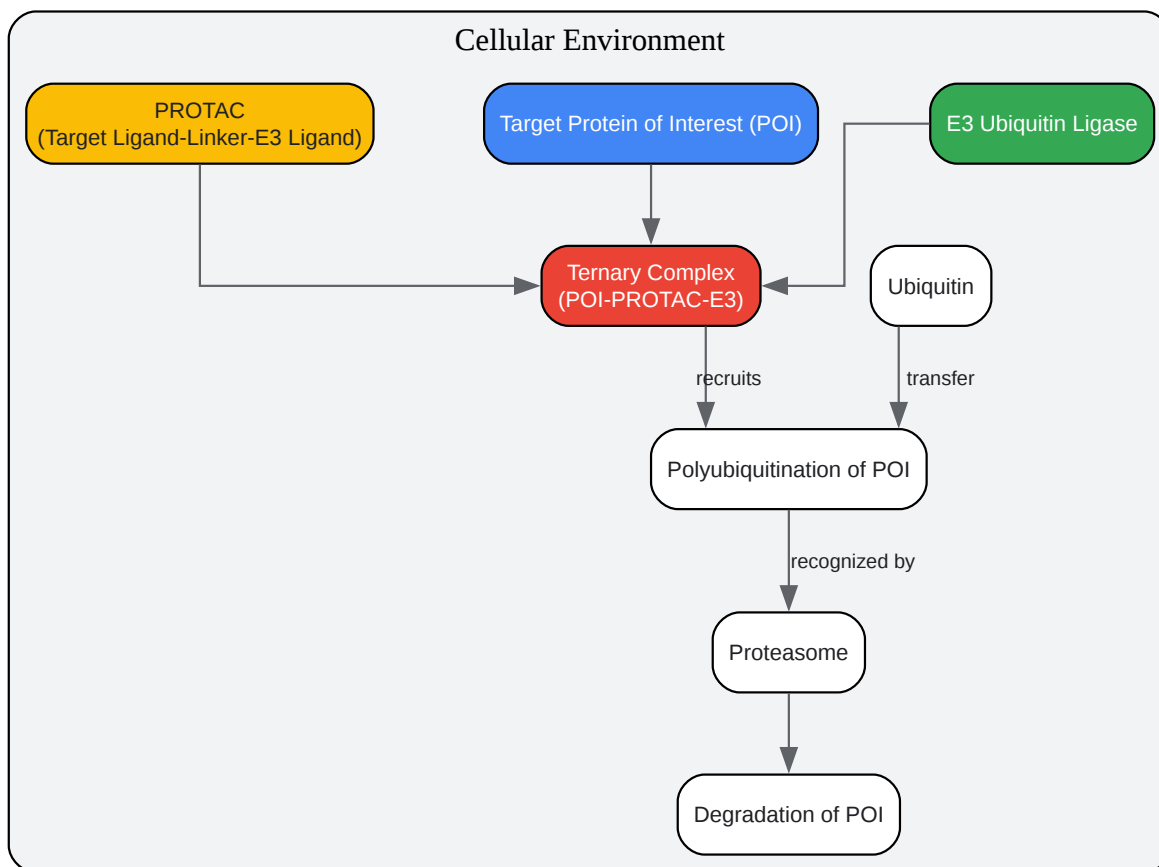 Cellular Environment
PROTAC
(Target Ligand-Linker-E3 Ligand)
Target Protein of Interest (POI)
E3 Ubiquitin Ligase
Ternary Complex
(POI-PROTAC-E3)
Ubiquitin
recruits
transfer
Polyubiquitination of POI
recognized by
Proteasome
Degradation of POI